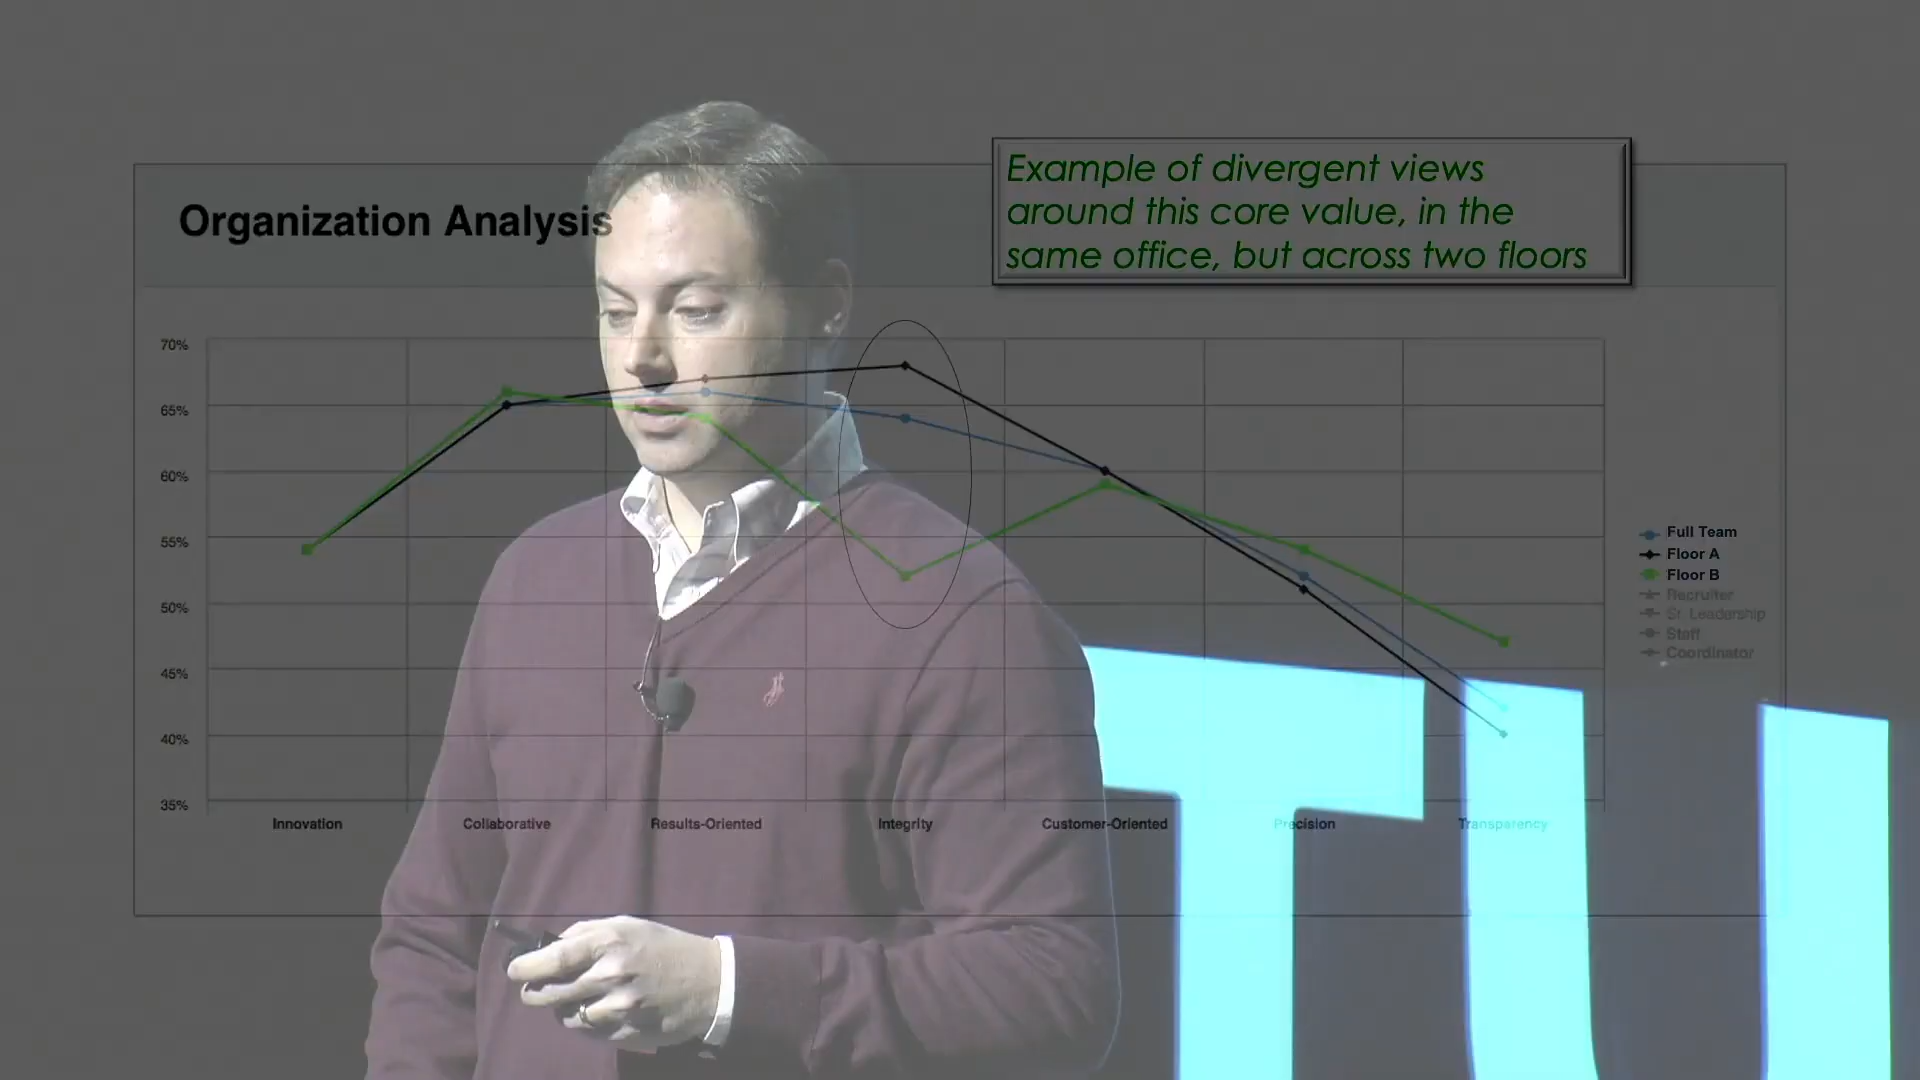 Example of divergent views
around this core value, in the
same office, but across two floors
Organization Analysis
70%
65%
60%
55%
50%
45%
40%
35%
Innovation
Collaborative
Results-Oriented
Integrity
Customer-Oriented
Precision
Transparency
Full Team
Floor A
Floor B
Recruiter
Sr. Leadership
Staff
Coordinator
TU